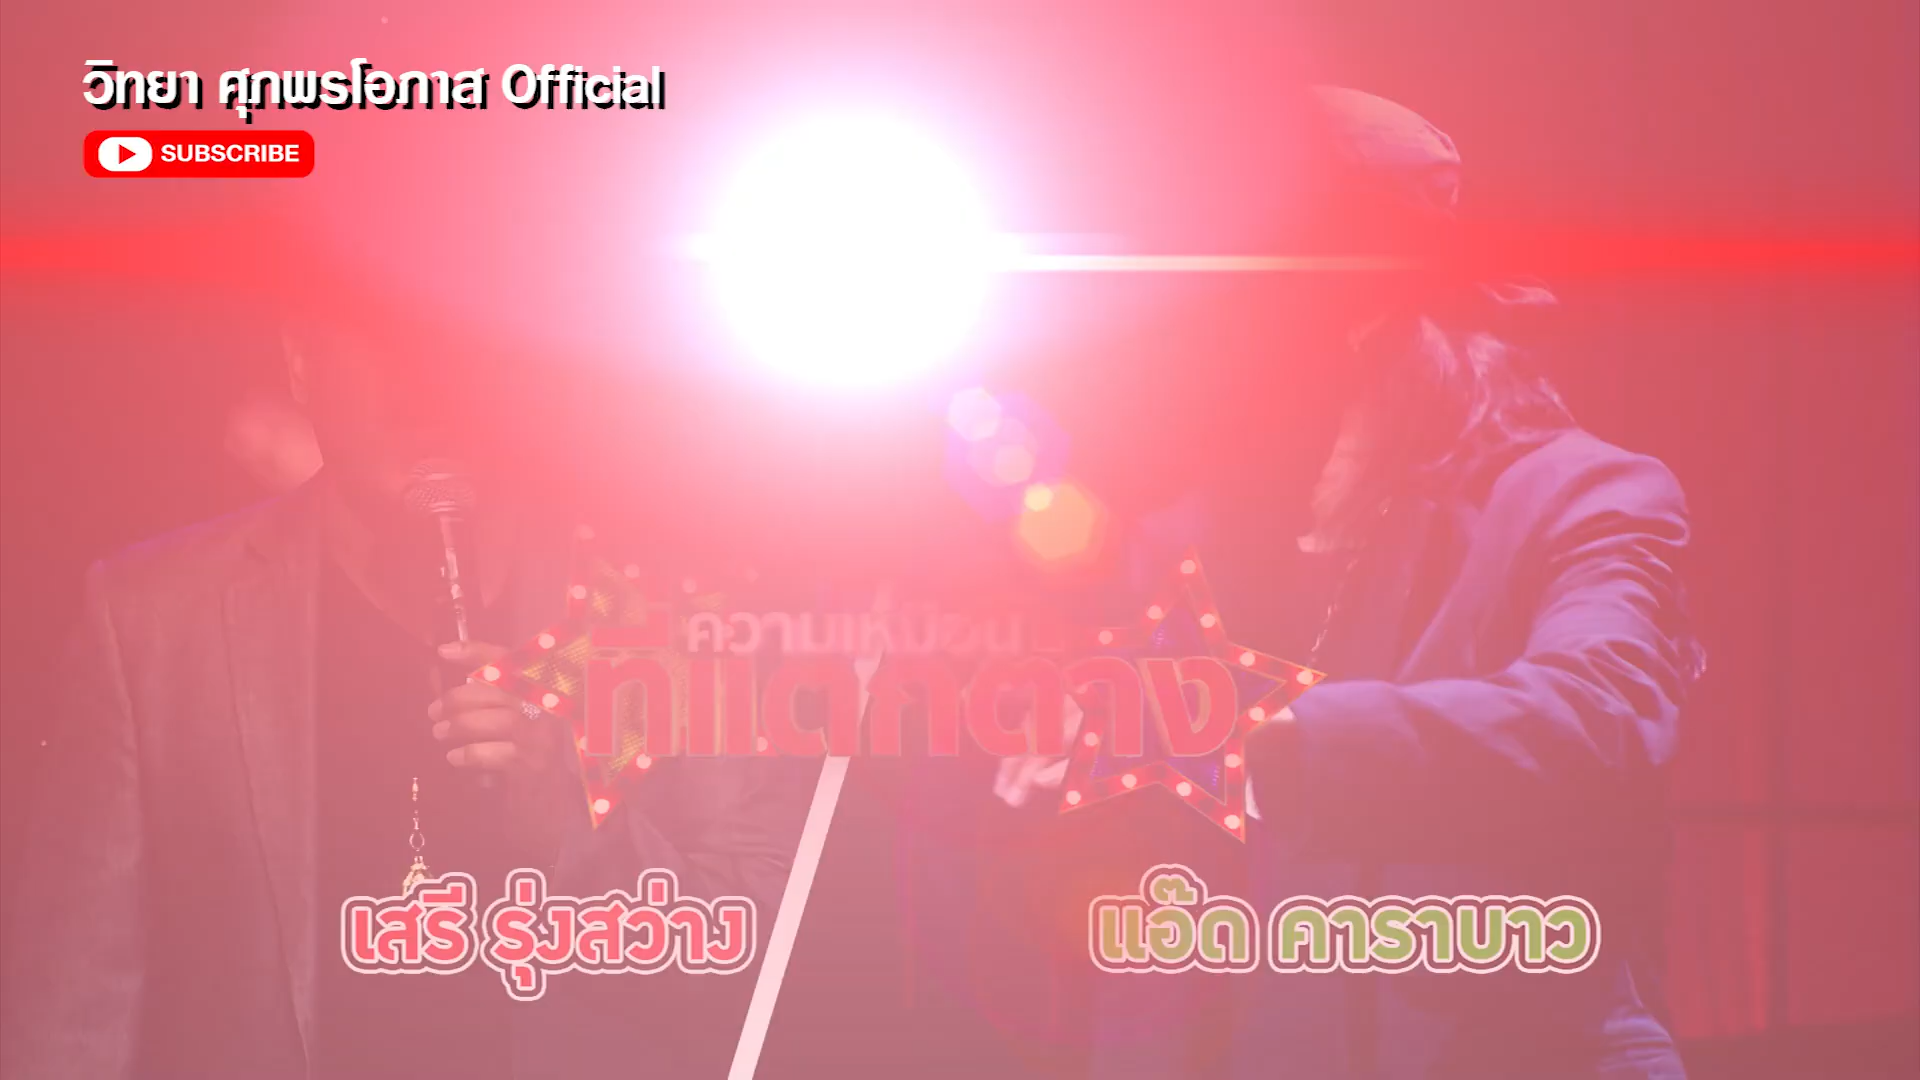 วิทยา ศุภพรโอภาส Official
SUBSCRIBE
ความเหมือน
ที่แตกต่าง
เสรี รุ่งสว่าง
แอ๊ด คาราบาว